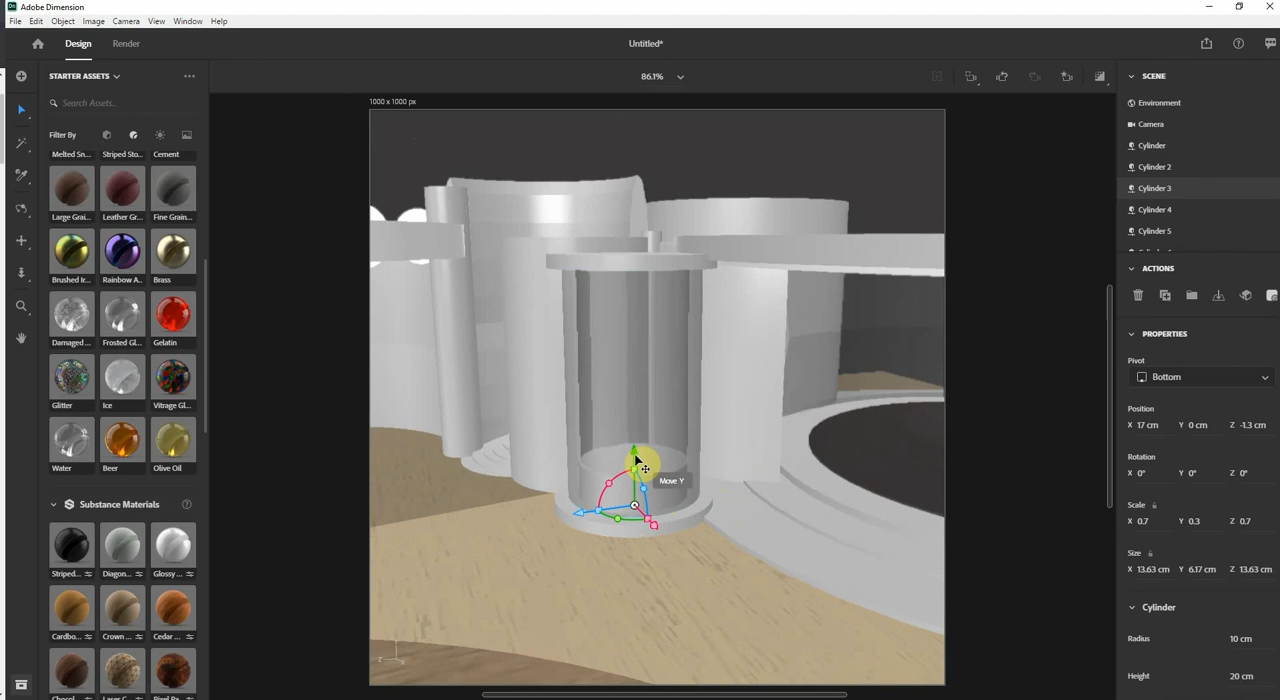 Dn Adobe Dimension
File Edit Object Image Camera View Window Help
Design Render Untitled*
STARTER ASSETS
86.1%
SCENE
Search Assets...
1000 x 1000 px
Environment
Camera
Filter By
Cylinder
Melted Sn... Striped Sto... Cement
Cylinder 2
Cylinder 3
Large Grai... Leather Gr... Fine Grain...
Cylinder 4
Cylinder 5
ACTIONS
Brushed Ir... Rainbow A... Brass
PROPERTIES
Damaged ... Frosted Gl... Gelatin
Pivot
Bottom
Glitter Ice Vitrage Gl...
Position
X 17 cm Y 0 cm Z -1.3 cm
Rotation
Water Beer Olive Oil
X 0° Y 0° Z 0°
Move Y
Scale
Substance Materials
X 0.7 Y 0.3 Z 0.7
Size
X 13.63 cm Y 6.17 cm Z 13.63 cm
Striped... Diagon... Glossy ...
Cylinder
Cardbo... Crown ... Cedar ...
Radius 10 cm
Height 20 cm